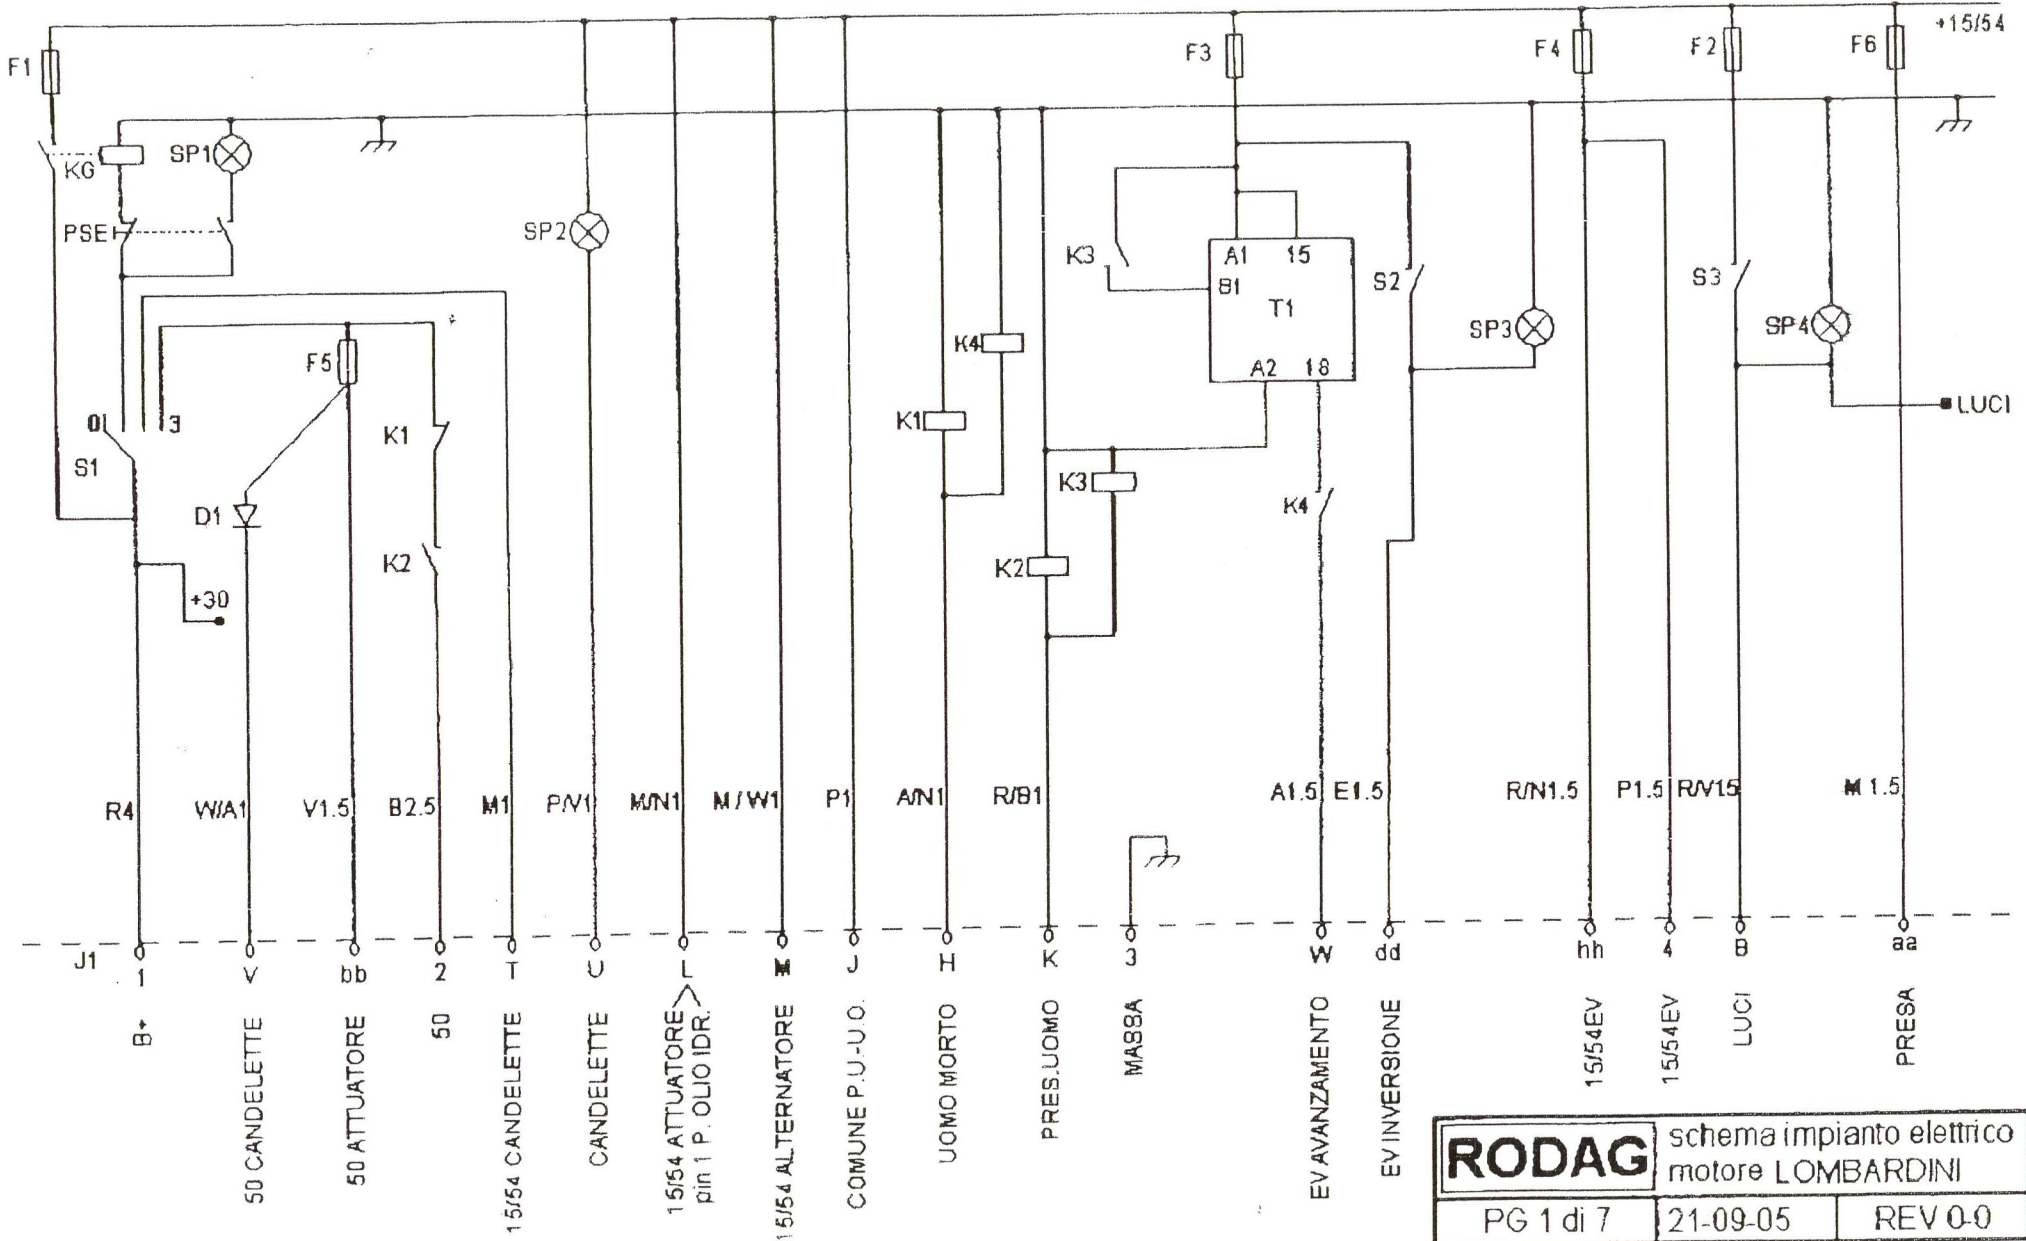 +15/54
F1
F3
F4
F2
F6
KG
SP1
PSE
SP2
K3
A1 15
B1
T1
A2 18
S2
SP3
S3
SP4
LUCI
K4
K1
F5
0 3
S1
K1
D1
K2
+30
K3
K2
K4
R4
W/A1
V1.5
B2.5
M1
P/V1
M/N1
M/W1
P1
A/N1
R/B1
A1.5
E1.5
R/N1.5
P1.5
R/V15
M 1.5
J1
1
V
bb
2
T
U
L
M
J
H
K
3
W
dd
hh
4
8
aa
B+
50 CANDELETTE
50 ATTUATORE
50
15/54 CANDELETTE
CANDELETTE
15/54 ATTUATORE
pin 1 P. OLIO IDR.
15/54 ALTERNATORE
COMUNE P.U.-U.O.
UOMO MORTO
PRES.UOMO
MASSA
EV AVANZAMENTO
EV INVERSIONE
15/54EV
15/54EV
LUCI
PRESA
RODAG
schema impianto elettrico
motore LOMBARDINI
PG 1 di 7
21-09-05
REV 0-0